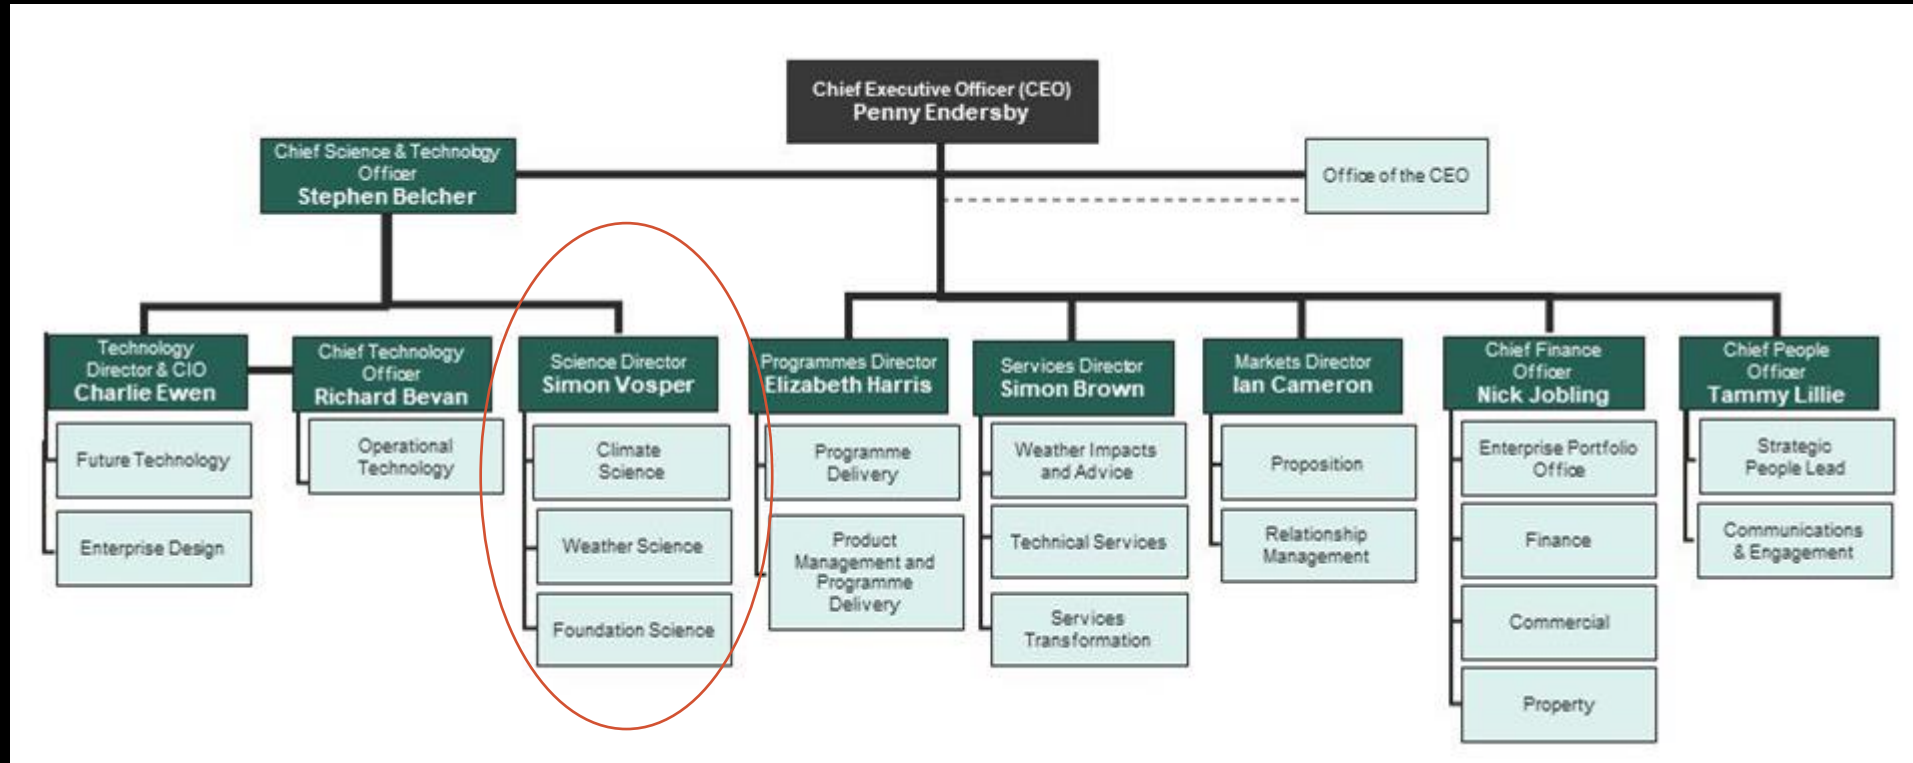 Chief Executive Officer (CEO)
Penny Endersby
Chief Science & Technology
Officer
Stephen Belcher
Office of the CEO
Technology
Director & CIO
Charlie Ewen
Future Technology
Enterprise Design
Chief Technology
Officer
Richard Bevan
Operational
Technology
Science Director
Simon Vosper
Climate
Science
Weather Science
Foundation Science
Programmes Director
Elizabeth Harris
Programme
Delivery
Product
Management and
Programme
Delivery
Services Director
Simon Brown
Weather Impacts
and Advice
Technical Services
Services
Transformation
Markets Director
Ian Cameron
Proposition
Relationship
Management
Chief Finance
Officer
Nick Jobling
Enterprise Portfolio
Office
Finance
Commercial
Property
Chief People
Officer
Tammy Lillie
Strategic
People Lead
Communications
& Engagement